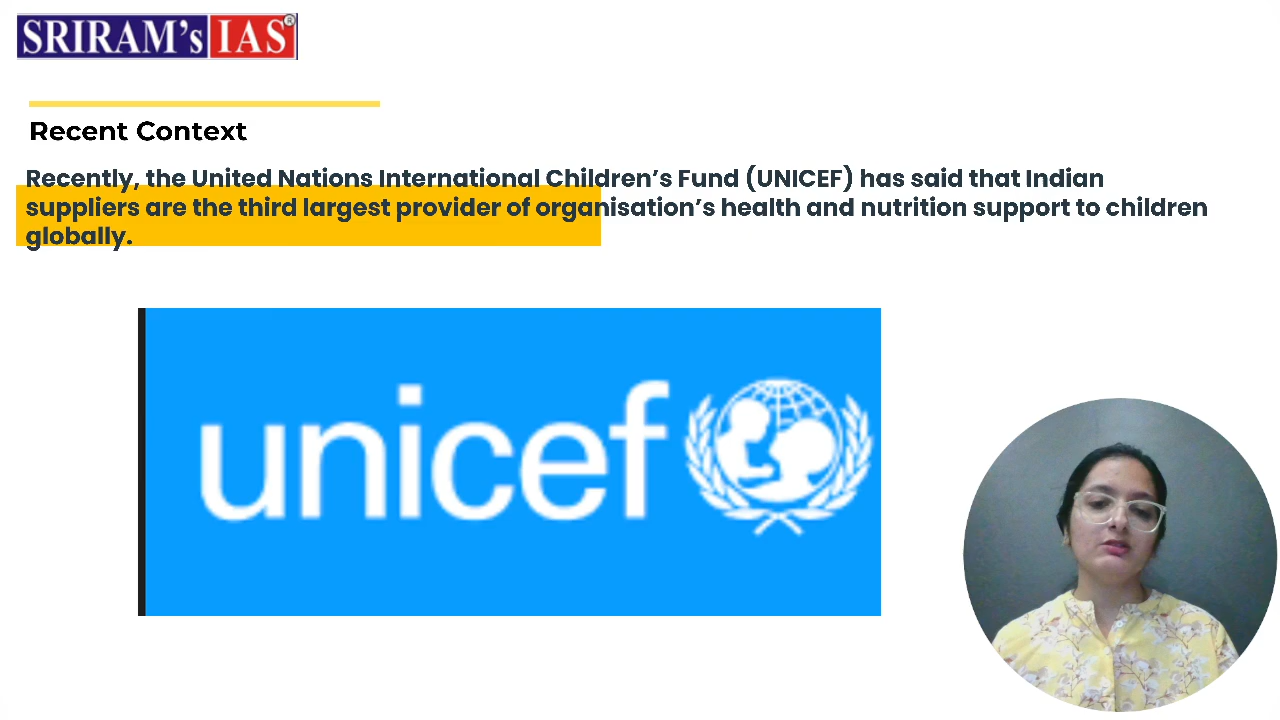 SRIRAM's IAS ®
Recent Context
Recently, the United Nations International Children’s Fund (UNICEF) has said that Indian
suppliers are the third largest provider of organisation’s health and nutrition support to children
globally.
unicef